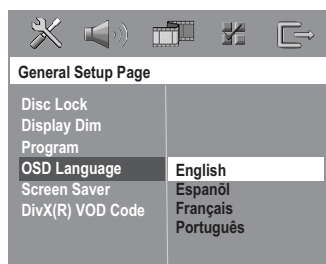 General Setup Page
Disc Lock
Display Dim
Program
OSD Language
Screen Saver
DivX(R) VOD Code
English
Espanõl
Français
Português